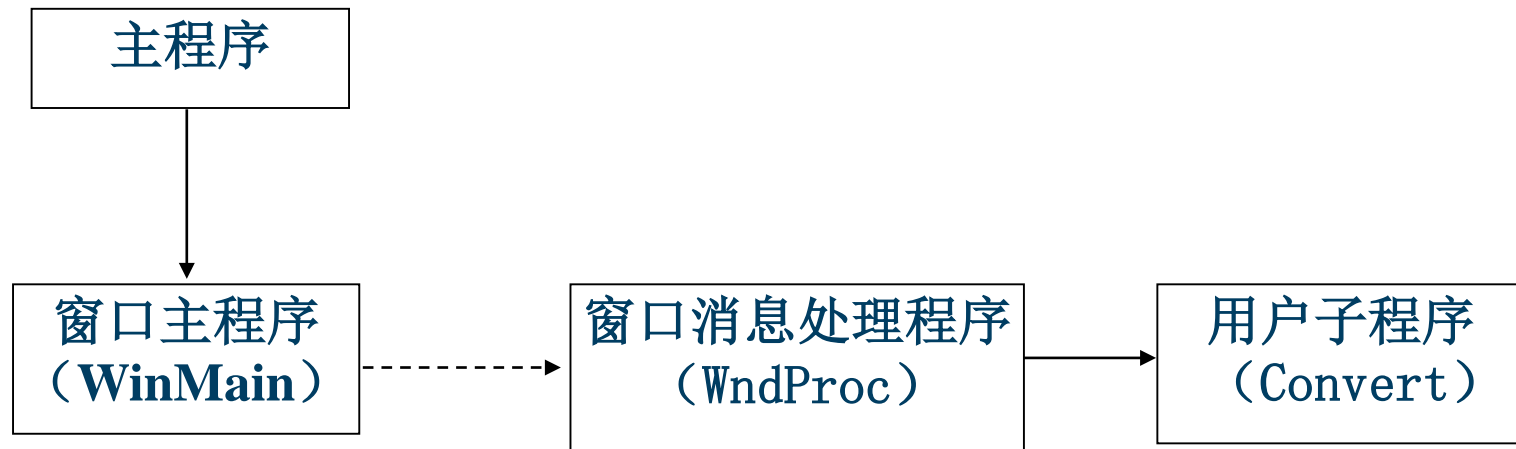 主程序
窗口主程序
（WinMain）
窗口消息处理程序
（WndProc）
用户子程序
（Convert）